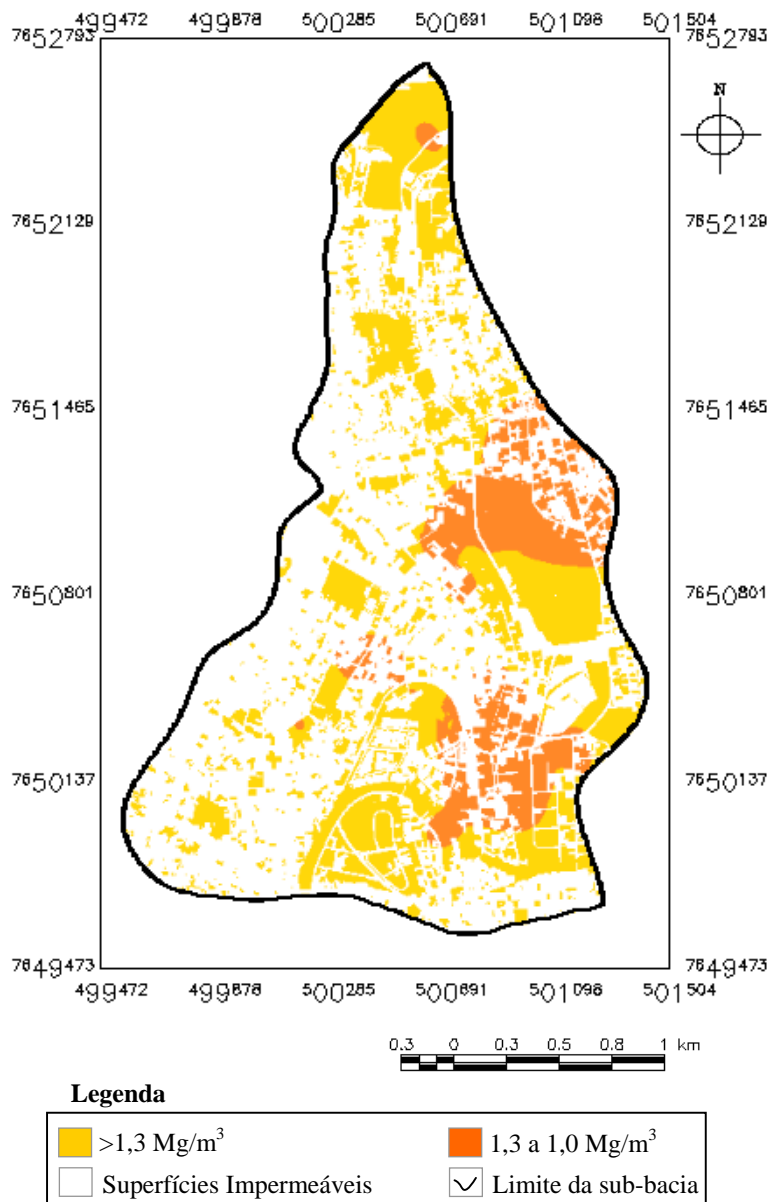 499472 499878 500285 500691 501098 501504
7652793 7652793
N
7652129 7652129
7651465 7651465
7650801 7650801
7650137 7650137
7649473 7649473
499472 499878 500285 500691 501098 501504
0.3 0 0.3 0.5 0.8 1 km
Legenda
>1,3 Mg/m³ 1,3 a 1,0 Mg/m³
Superfícies Impermeáveis Limite da sub-bacia